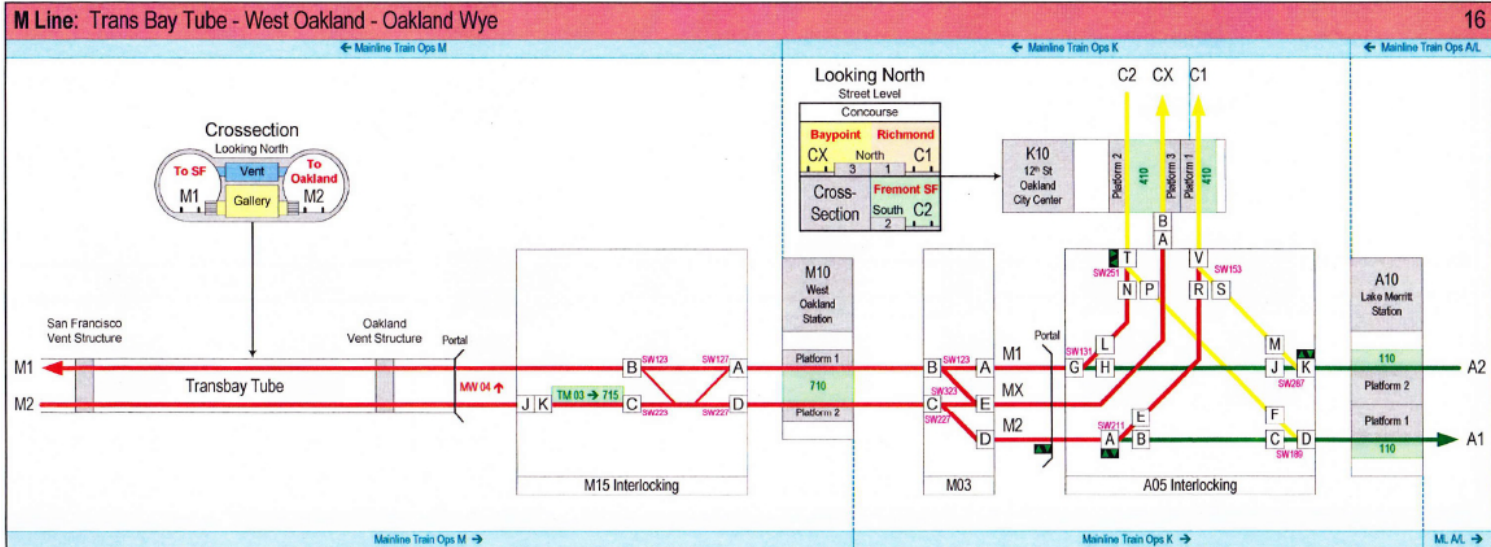 M Line: Trans Bay Tube - West Oakland - Oakland Wye
16
← Mainline Train Ops M
← Mainline Train Ops K
← Mainline Train Ops A/L
Looking North
Street Level
Concourse
Baypoint
Richmond
CX
North
C1
3
1
Cross-
Section
Fremont SF
South
C2
2
C2
CX
C1
K10
12th St
Oakland
City Center
Platform 2
410
Platform 3
Platform 1
410
Crossection
Looking North
To SF
Vent
To
Oakland
M1
Gallery
M2
B
A
T
V
SW251
SW153
N
P
R
S
M10
West
Oakland
Station
A10
Lake Merritt
Station
San Francisco
Vent Structure
Oakland
Vent Structure
Portal
Portal
L
M
SW131
M1
SW123
SW127
Platform 1
SW123
M1
110
B
A
B
A
G
H
J
K
A2
Transbay Tube
MW 04 ↑
TM 03 → 715
710
MX
SW267
Platform 2
M2
J
K
C
D
SW223
SW227
Platform 2
C
SW323
E
SW227
M2
E
F
Platform 1
D
SW211
A
B
C
D
A1
SW189
110
M15 Interlocking
M03
A05 Interlocking
Mainline Train Ops M →
Mainline Train Ops K →
ML A/L →